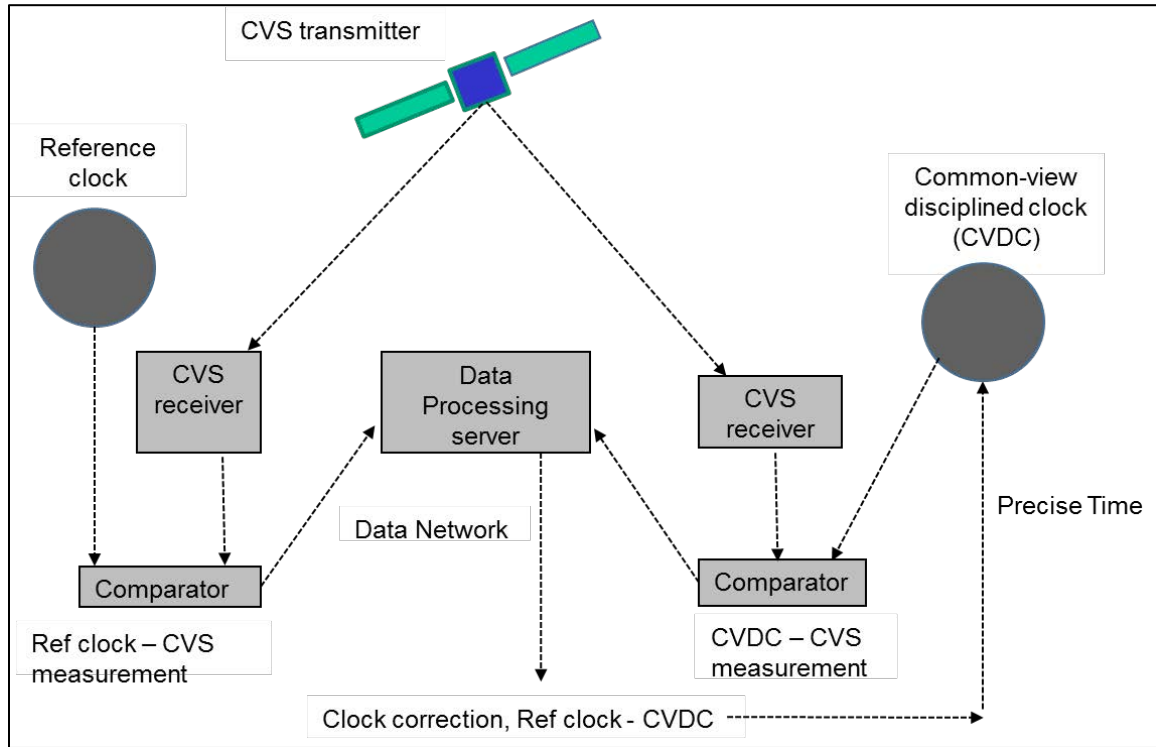 CVS transmitter
Reference
clock
Common-view
disciplined clock
(CVDC)
CVS
receiver
Data
Processing
server
CVS
receiver
Precise Time
Data Network
Comparator
Comparator
Ref clock – CVS
measurement
CVDC – CVS
measurement
Clock correction, Ref clock - CVDC